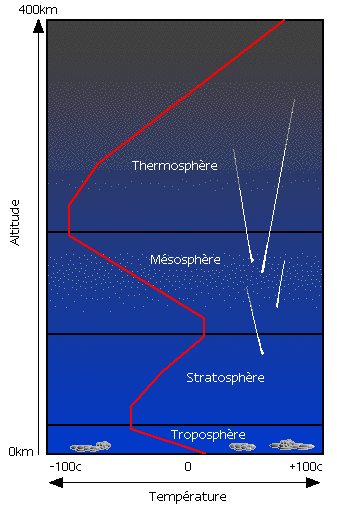 400km
Altitude
Thermosphère
Mésosphère
Stratosphère
Troposphère
0km
-100c 0 +100c
Température